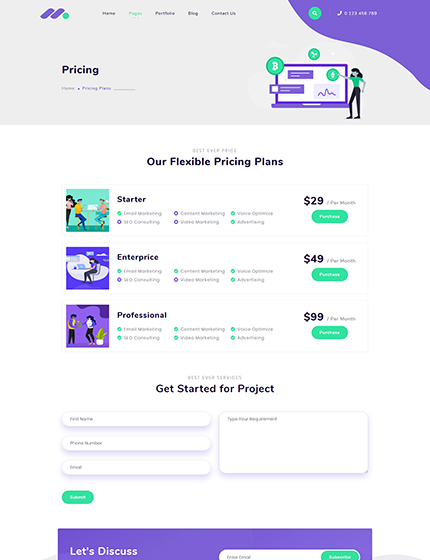 Home Pages Portfolio Blog Contact Us 0 123 456 789
Pricing
Home Pricing Plans
BEST EVER PRICE
Our Flexible Pricing Plans
Starter
Email Marketing Content Marketing Voice Optimize
SEO Consulting Video Marketing Advertising
$29 / Per Month
Purchase
Enterprice
Email Marketing Content Marketing Voice Optimize
SEO Consulting Video Marketing Advertising
$49 / Per Month
Purchase
Professional
Email Marketing Content Marketing Voice Optimize
SEO Consulting Video Marketing Advertising
$99 / Per Month
Purchase
BEST EVER SERVICES
Get Started for Project
First Name
Phone Number
Email
Type Your Requirement
Submit
Let's Discuss
Enter Email
Subscribe